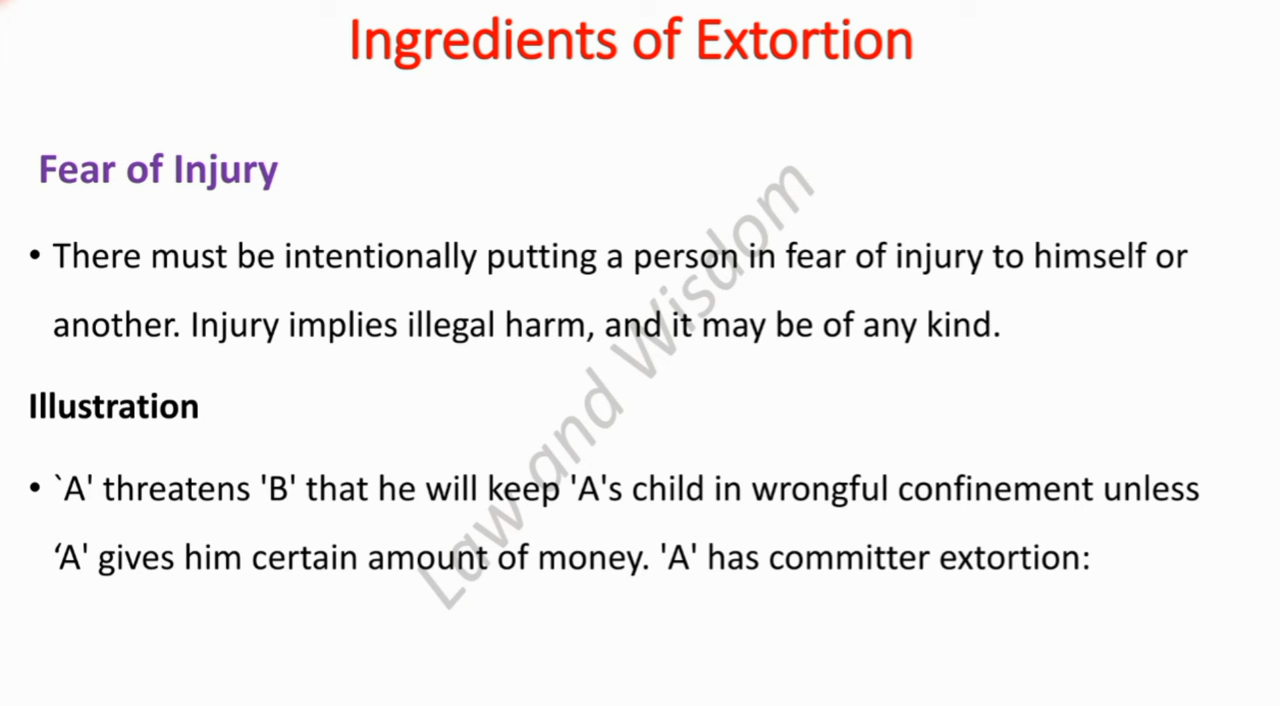 Ingredients of Extortion
Fear of Injury
• There must be intentionally putting a person in fear of injury to himself or
another. Injury implies illegal harm, and it may be of any kind.
Illustration
• `A' threatens 'B' that he will keep 'A's child in wrongful confinement unless
‘A' gives him certain amount of money. 'A' has committer extortion:
Law and Wisdom